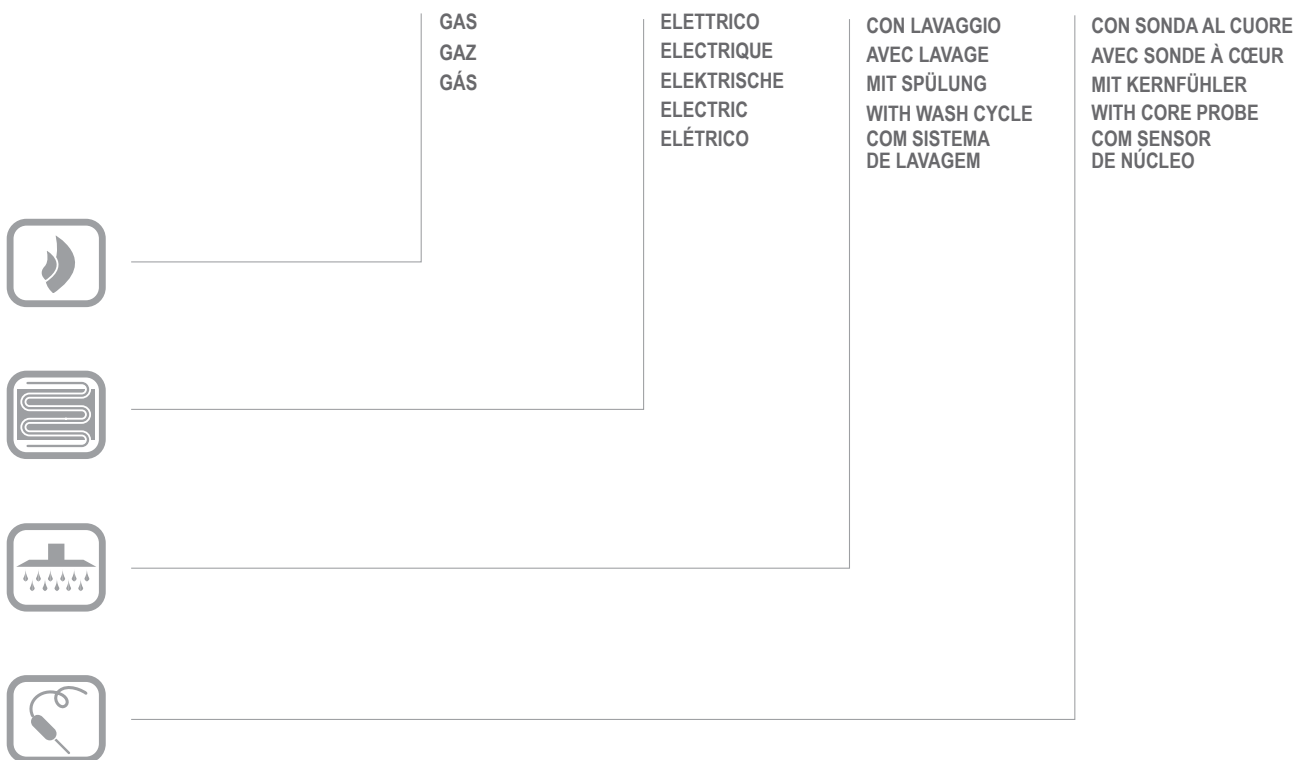 GAS
GAZ
GÁS
ELETTRICO
ELECTRIQUE
ELEKTRISCHE
ELECTRIC
ELÉTRICO
CON LAVAGGIO
AVEC LAVAGE
MIT SPÜLUNG
WITH WASH CYCLE
COM SISTEMA
DE LAVAGEM
CON SONDA AL CUORE
AVEC SONDE À CŒUR
MIT KERNFÜHLER
WITH CORE PROBE
COM SENSOR
DE NÚCLEO